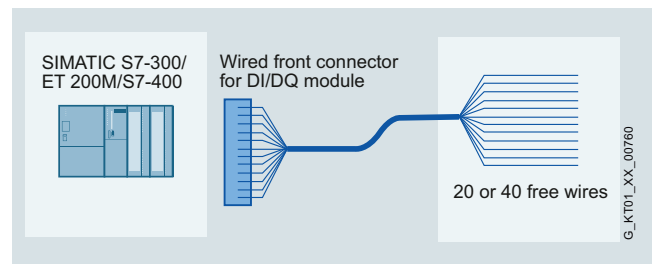 SIMATIC S7-300/
ET 200M/S7-400
Wired front connector
for DI/DQ module
20 or 40 free wires
G_KT01_XX_00760